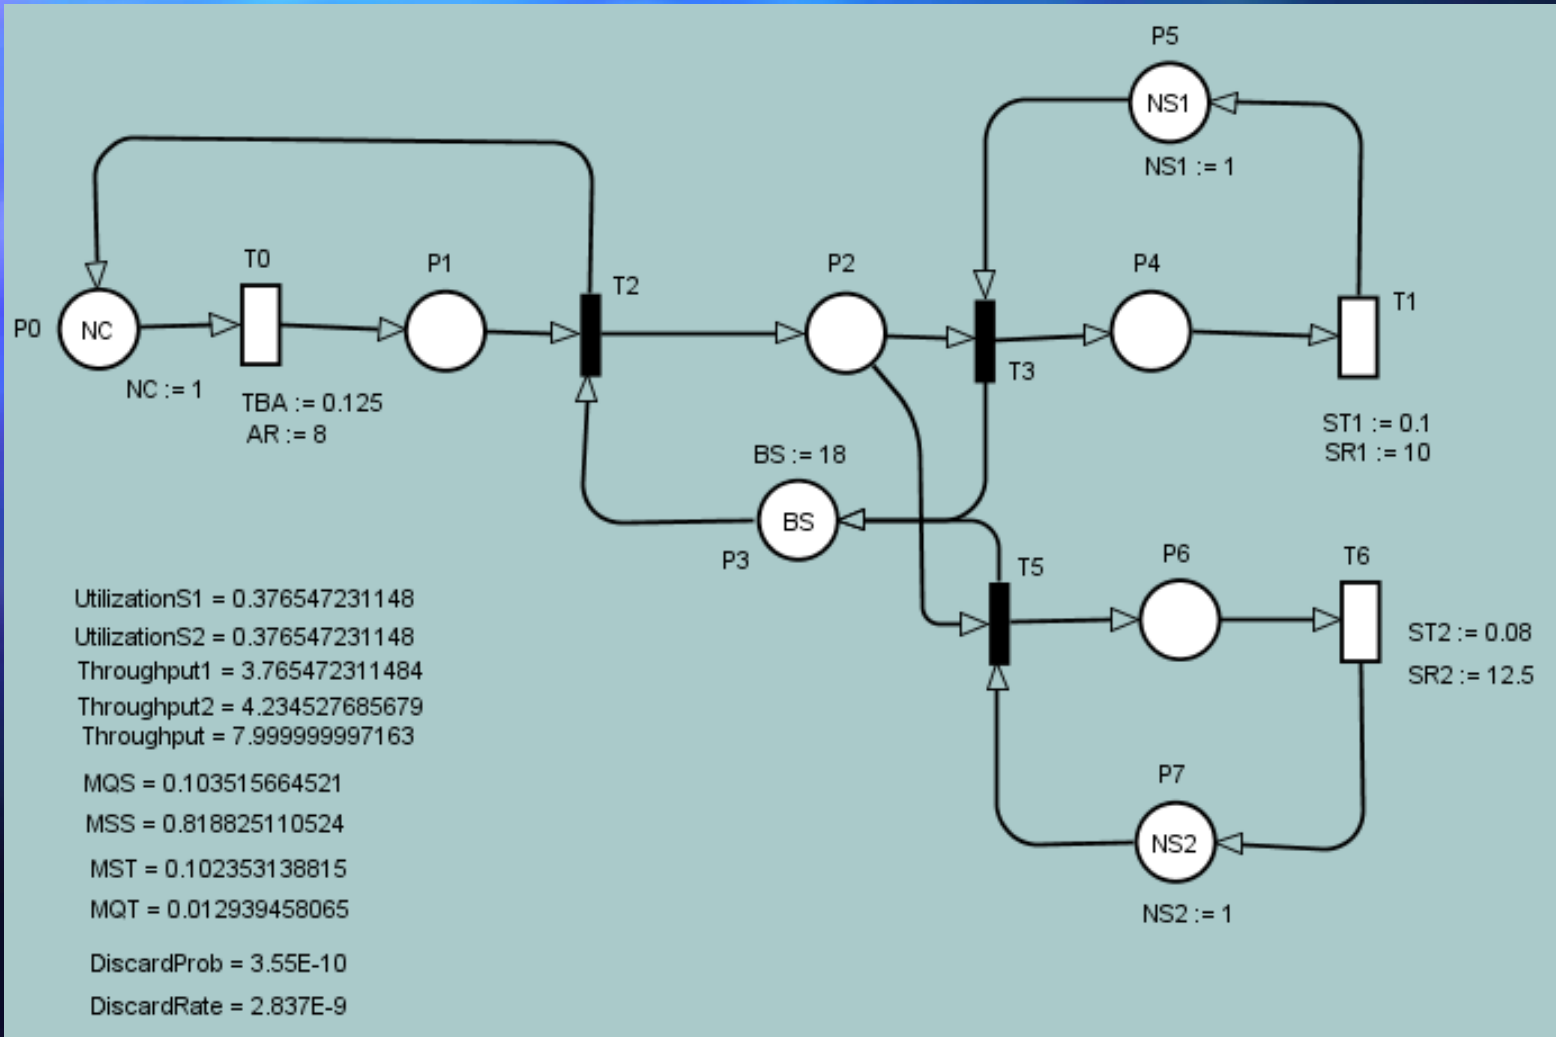 P5
NS1
NS1 := 1
T0
P1
T2
P2
P4
T1
P0
NC
T3
NC := 1
TBA := 0.125
AR := 8
ST1 := 0.1
SR1 := 10
BS := 18
BS
P3
T5
P6
T6
ST2 := 0.08
SR2 := 12.5
P7
NS2
NS2 := 1
UtilizationS1 = 0.376547231148
UtilizationS2 = 0.376547231148
Throughput1 = 3.765472311484
Throughput2 = 4.234527685679
Throughput = 7.999999997163
MQS = 0.103515664521
MSS = 0.818825110524
MST = 0.102353138815
MQT = 0.012939458065
DiscardProb = 3.55E-10
DiscardRate = 2.837E-9